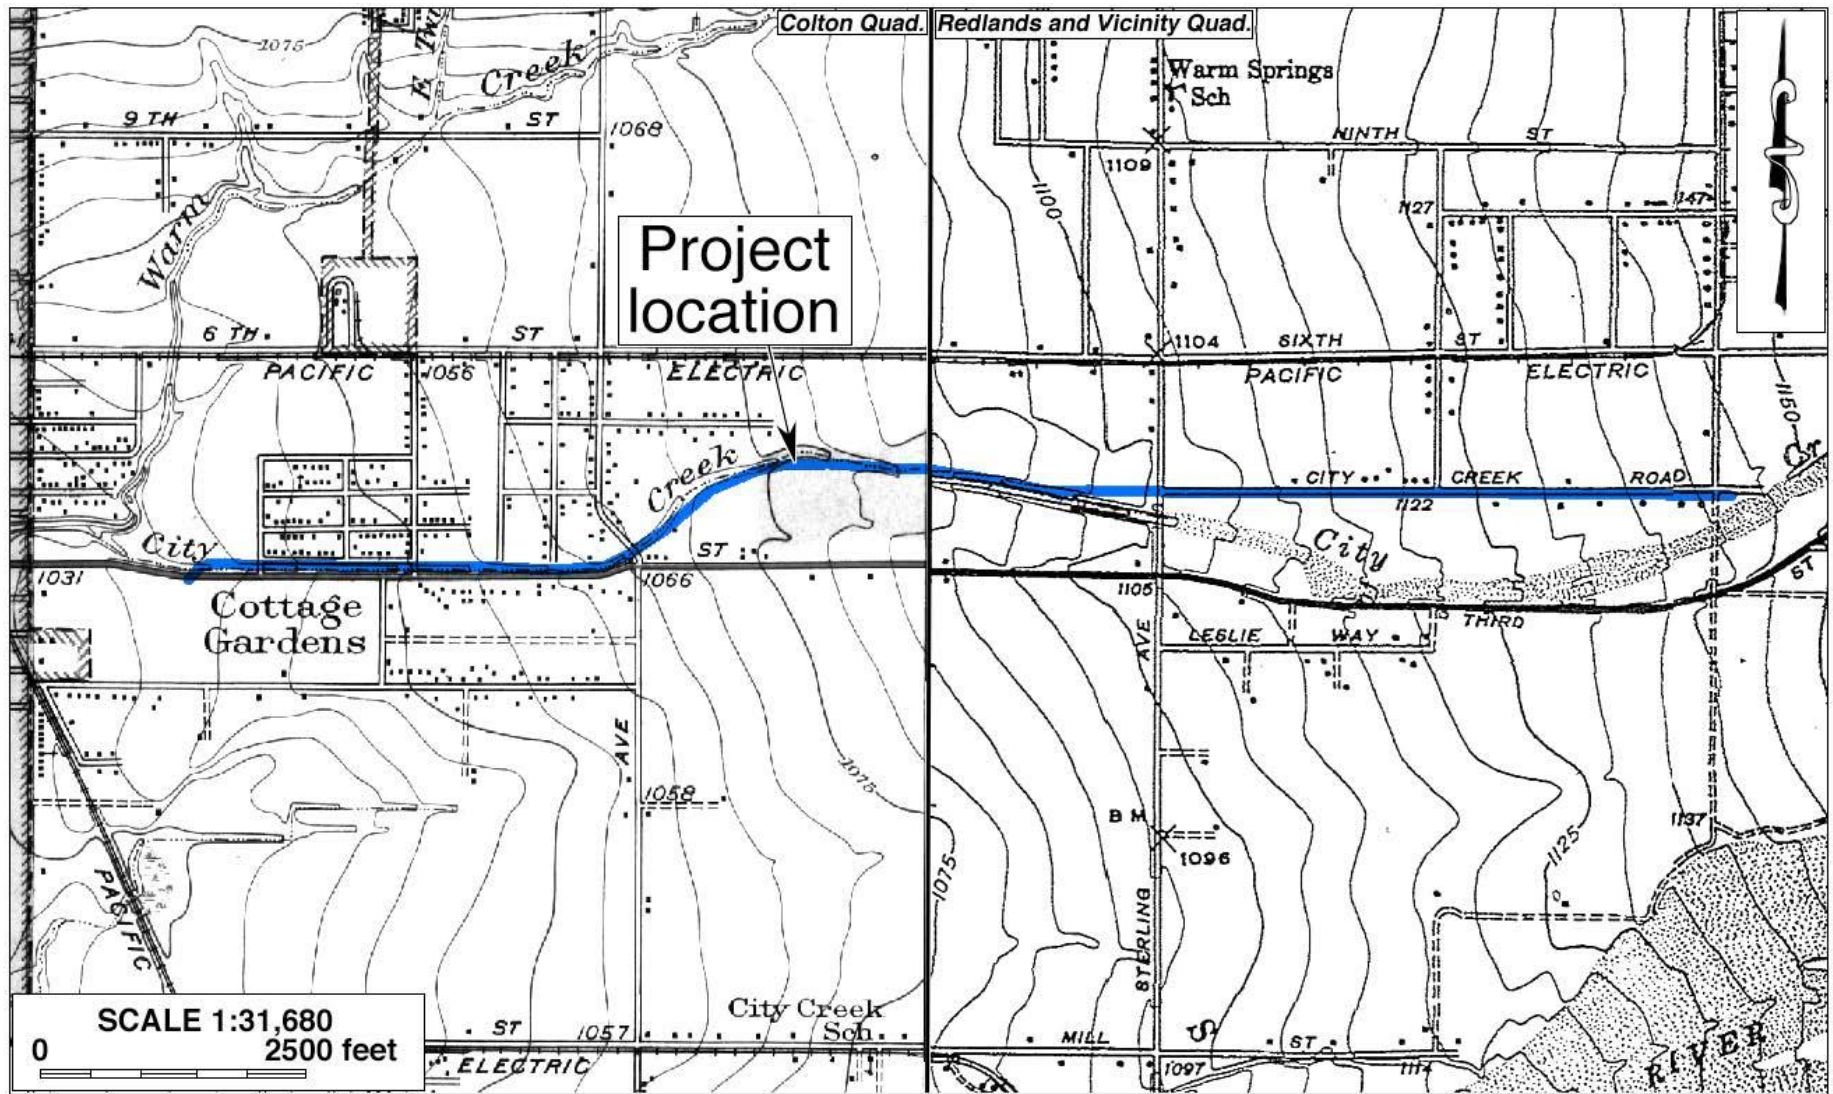 Colton Quad.
Redlands and Vicinity Quad.
1075
E Tw
Creek
Warm Springs
Sch
9 TH
ST
1068
NINTH
ST
1109
1100
1127
1147
Warm
Project
location
6 TH
ST
1104
SIXTH
ST
PACIFIC
1056
ELECTRIC
PACIFIC
ELECTRIC
1150
Creek
CITY
CREEK
ROAD
1122
Cr
City
ST
City
1031
1066
1105
ST
Cottage
Gardens
AVE
LESLIE
WAY
THIRD
AVE
1075
1058
B M
1096
1137
1125
1075
PACIFIC
STERLING
SCALE 1:31,680
0
2500 feet
City Creek
Sch
ST
1057
ELECTRIC
MILL
S
ST
1097
1114
RIVER